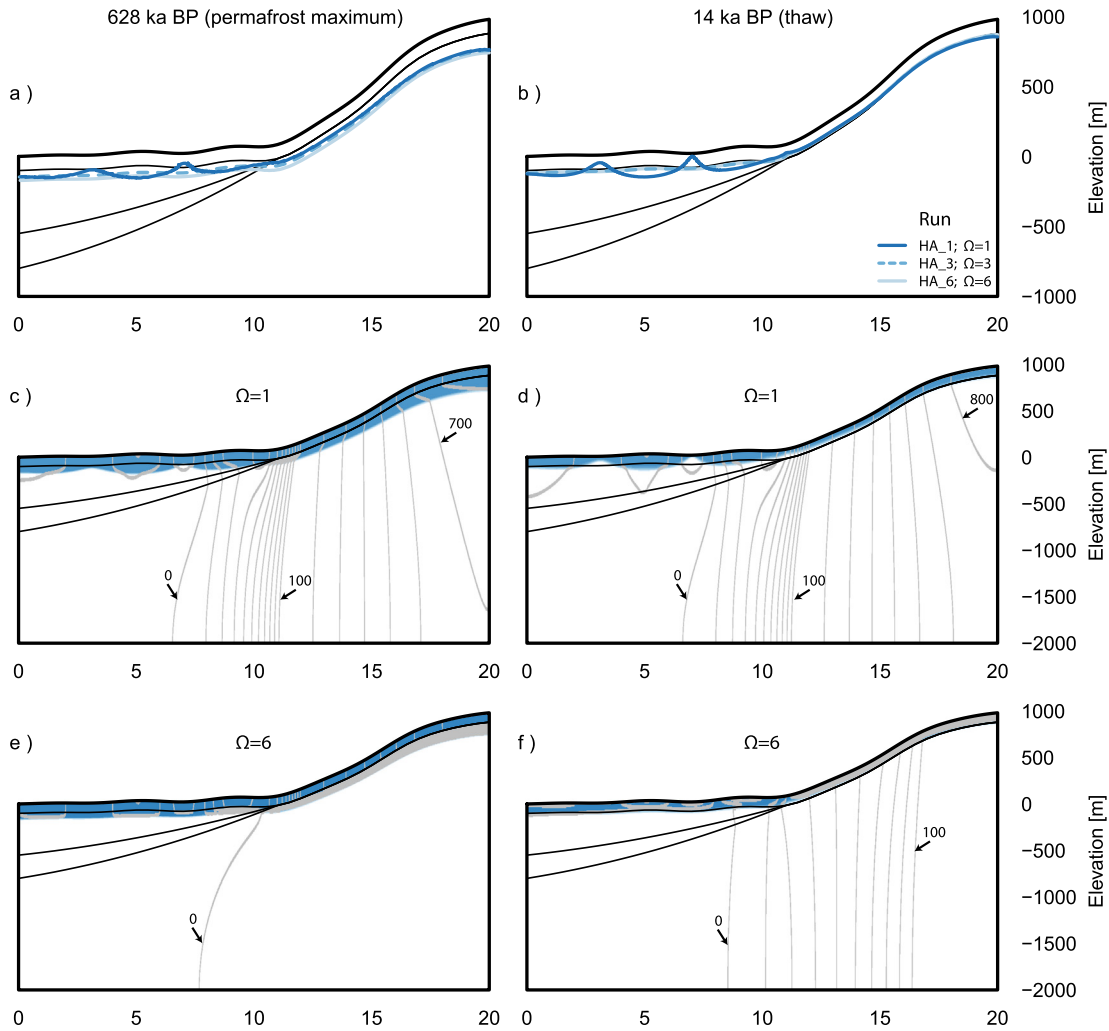 628 ka BP (permafrost maximum)
14 ka BP (thaw)
a )
b )
1000
500
0
−500
−1000
Elevation [m]
Run
HA_1; Ω=1
HA_3; Ω=3
HA_6; Ω=6
0 5 10 15 20
0 5 10 15 20
c )
Ω=1
700
0
100
d )
Ω=1
800
0
100
1000
500
0
−500
−1000
−1500
−2000
Elevation [m]
0 5 10 15 20
0 5 10 15 20
e )
Ω=6
0
f )
Ω=6
100
0
1000
500
0
−500
−1000
−1500
−2000
Elevation [m]
0 5 10 15 20
0 5 10 15 20